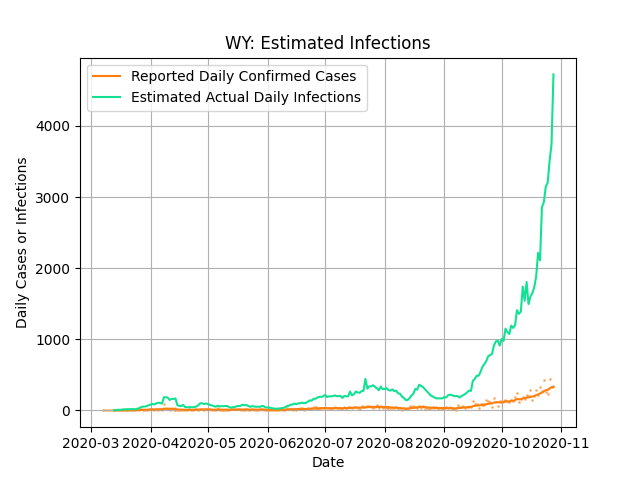 WY: Estimated Infections
Reported Daily Confirmed Cases
Estimated Actual Daily Infections
Daily Cases or Infections
4000
3000
2000
1000
0
2020-03 2020-04 2020-05 2020-06 2020-07 2020-08 2020-09 2020-10 2020-11
Date